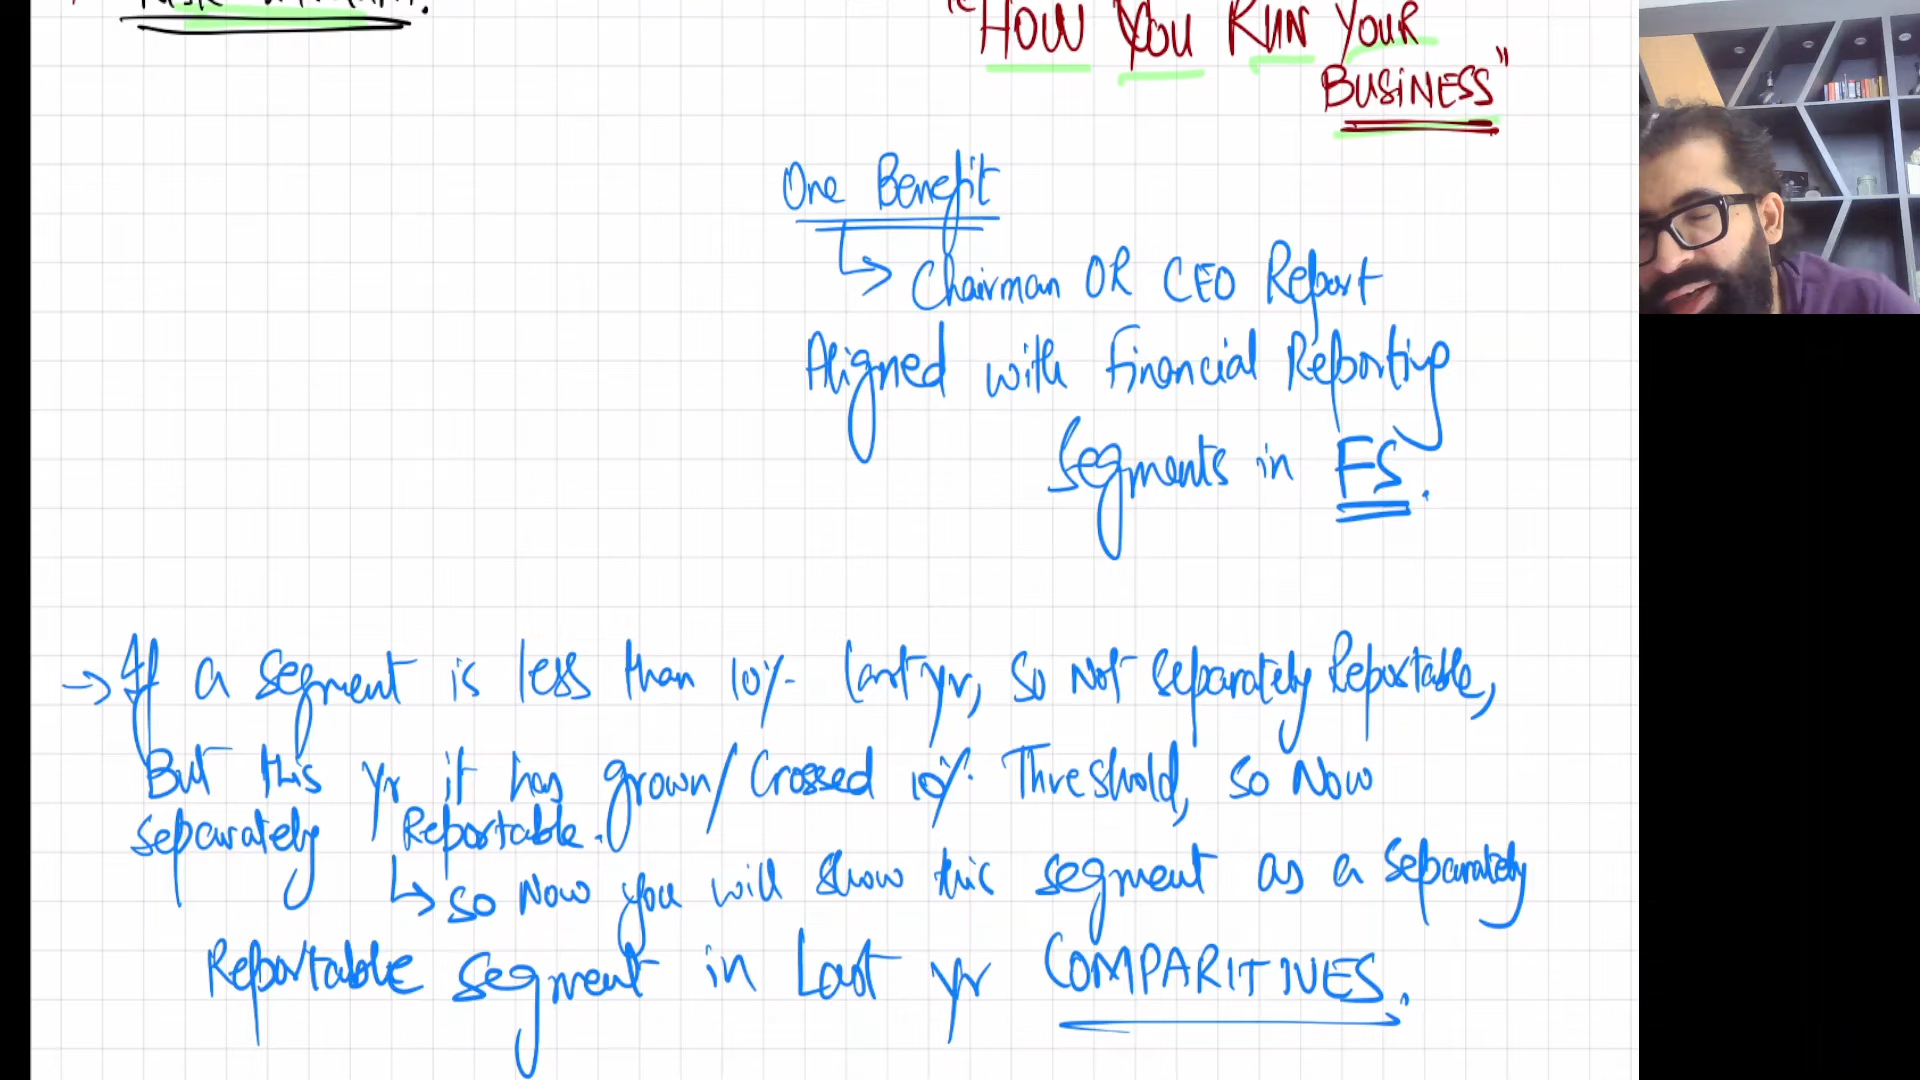 "HOW YOU RUN YOUR
BUSINESS"
One Benefit
↳ Chairman OR CEO Report
Aligned with Financial Reporting
Segments in FS.
→ If a segment is less than 10% last yr, so Not Separately Reportable,
But this yr it has grown/Crossed 10% Threshold, so Now
separately Reportable.
↳ so Now you will show this segment as a separately
Reportable segment in Last yr COMPARITIVES.